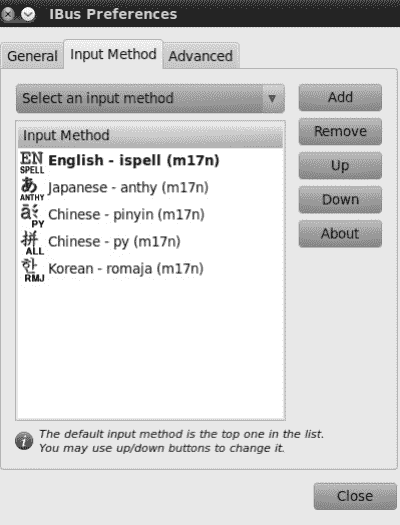 IBus Preferences
General Input Method Advanced
Select an input method Add
Input Method Remove
EN SPELL English - ispell (m17n) Up
あ ANTHY Japanese - anthy (m17n) Down
PY Chinese - pinyin (m17n) About
拼 ALL Chinese - py (m17n)
한 RMJ Korean - romaja (m17n)
The default input method is the top one in the list.
You may use up/down buttons to change it.
Close